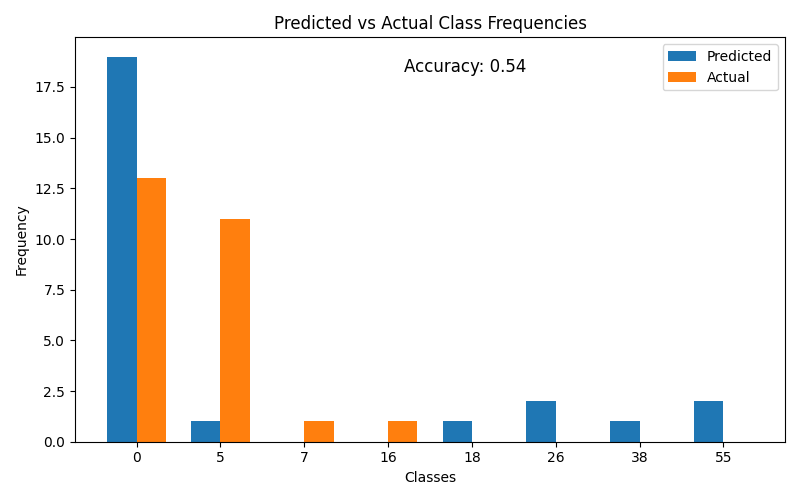 Predicted vs Actual Class Frequencies
Accuracy: 0.54
Predicted
Actual
17.5
15.0
12.5
10.0
7.5
5.0
2.5
0.0
Frequency
0 5 7 16 18 26 38 55
Classes